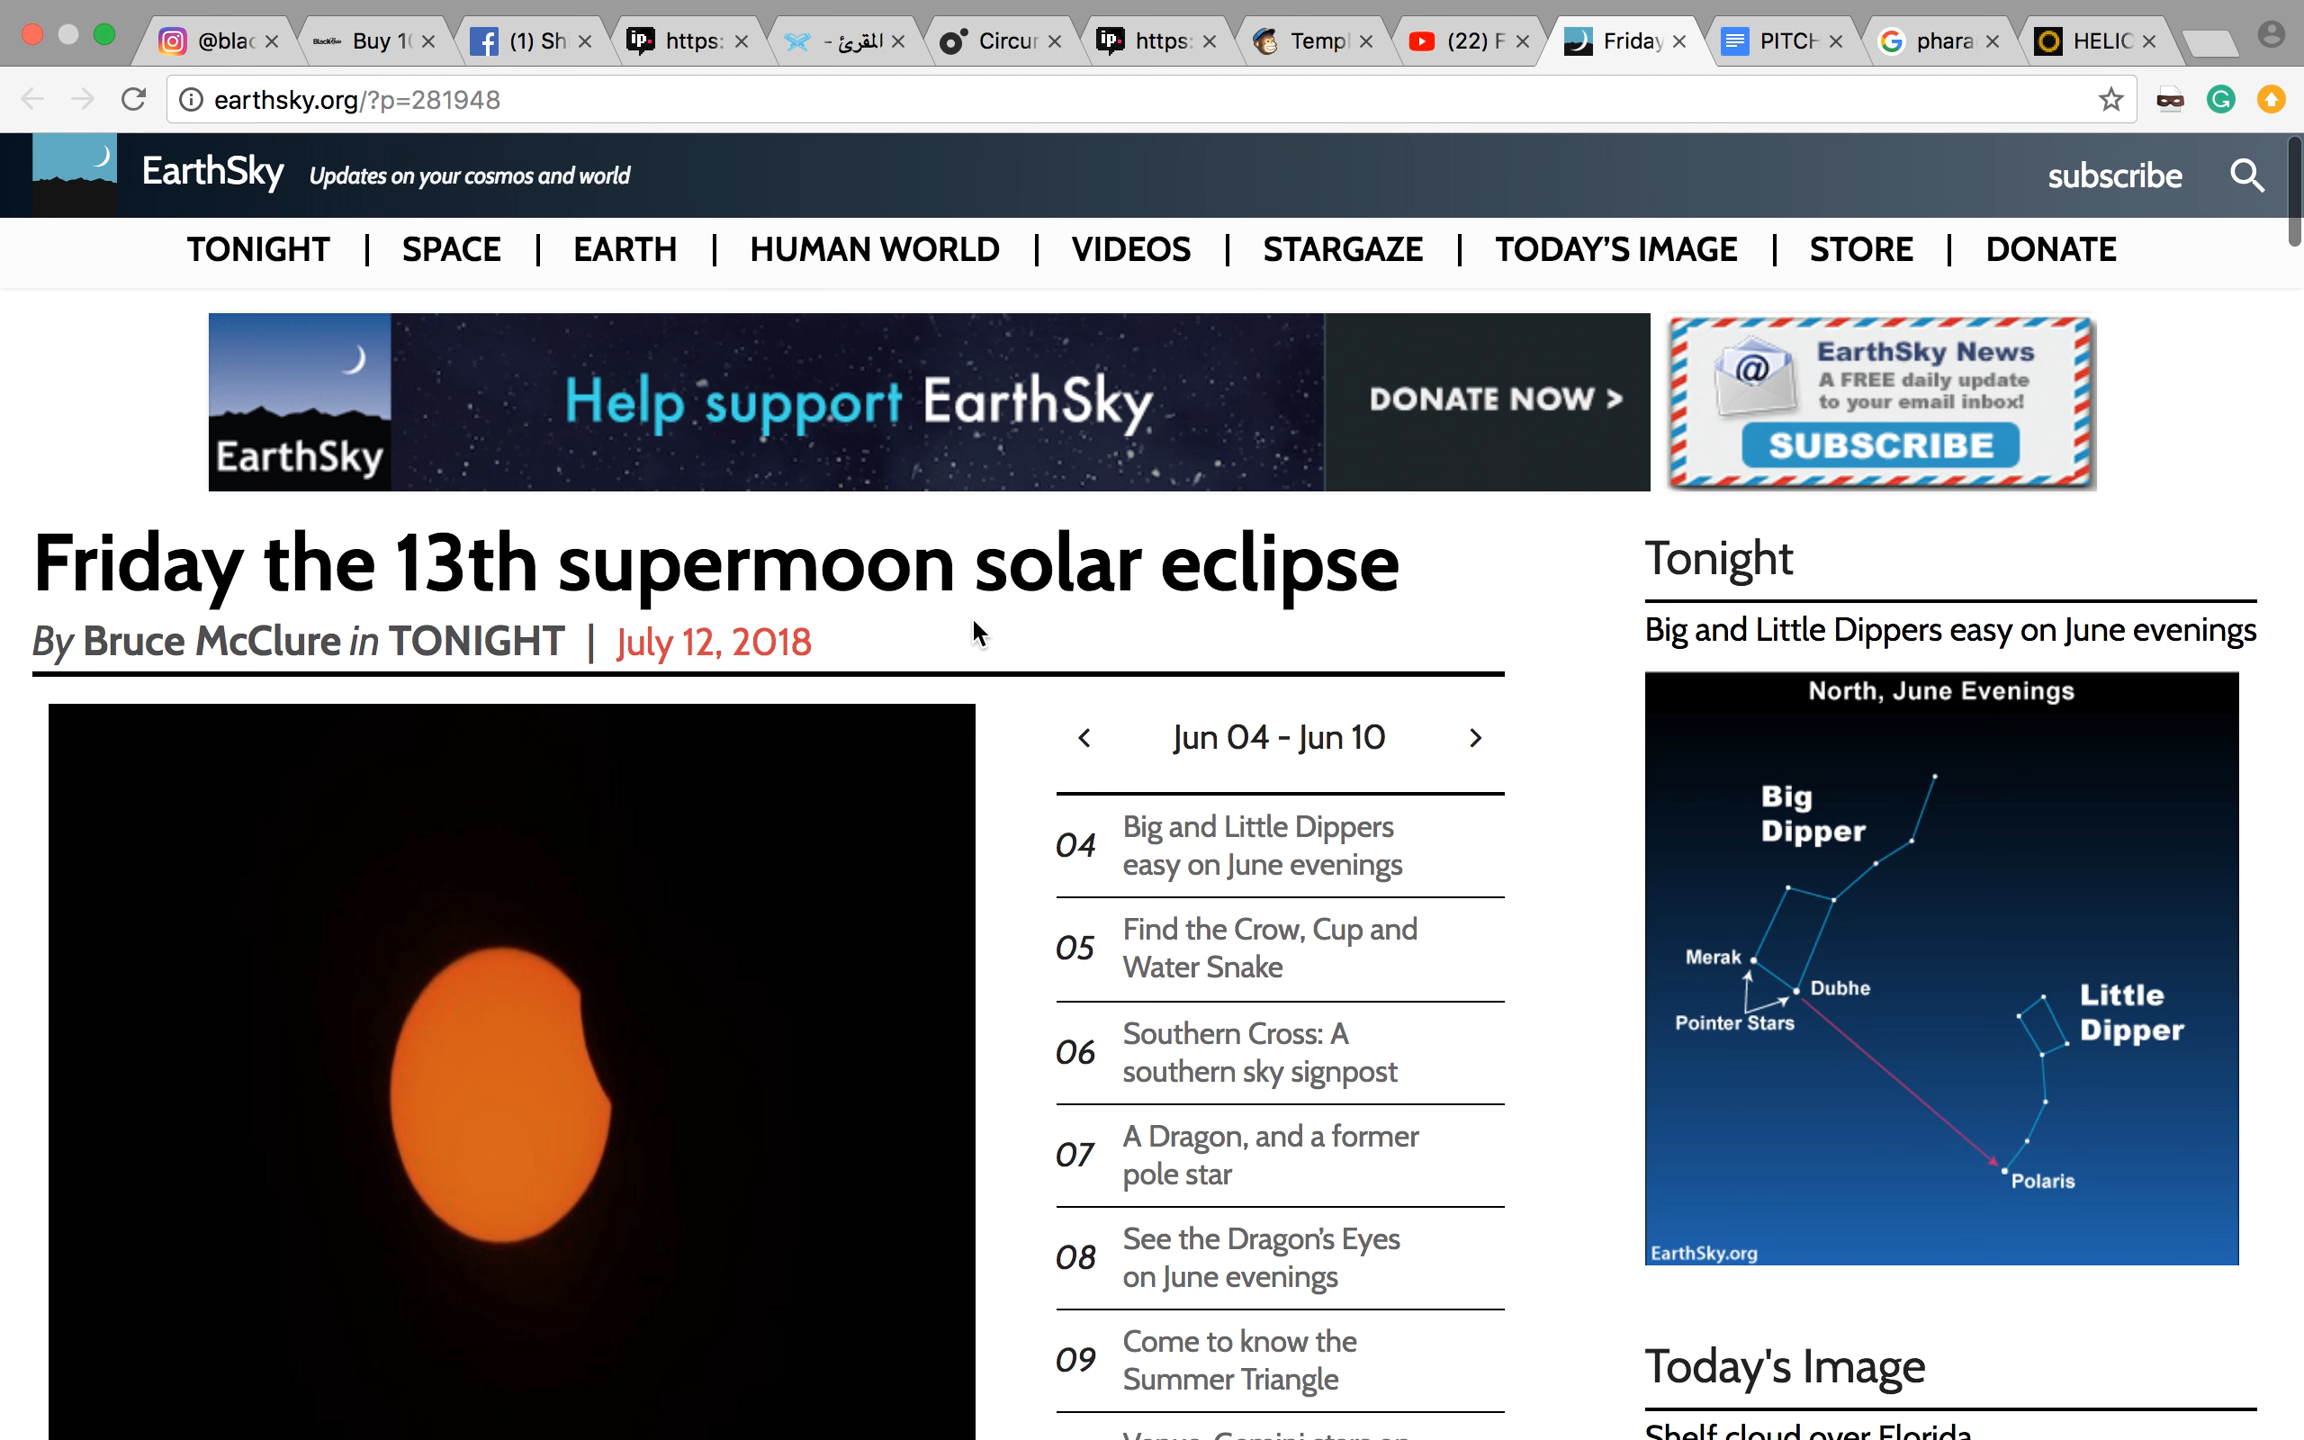 @blac
BlackOwned
Buy 10
(1) Sh
https:
المقرئ -
Circur
https:
Templ
(22) F
Friday
PITCH
phara
HELIC
earthsky.org/?p=281948
EarthSky Updates on your cosmos and world
subscribe
TONIGHT | SPACE | EARTH | HUMAN WORLD | VIDEOS | STARGAZE | TODAY'S IMAGE | STORE | DONATE
EarthSky
Help support EarthSky
DONATE NOW >
EarthSky News
A FREE daily update
to your email inbox!
SUBSCRIBE
Friday the 13th supermoon solar eclipse
By Bruce McClure in TONIGHT | July 12, 2018
Jun 04 - Jun 10
04 Big and Little Dippers
easy on June evenings
05 Find the Crow, Cup and
Water Snake
06 Southern Cross: A
southern sky signpost
07 A Dragon, and a former
pole star
08 See the Dragon's Eyes
on June evenings
09 Come to know the
Summer Triangle
Tonight
Big and Little Dippers easy on June evenings
North, June Evenings
Big
Dipper
Merak
Dubhe
Pointer Stars
Little
Dipper
Polaris
EarthSky.org
Today's Image
Shelf cloud over Florida